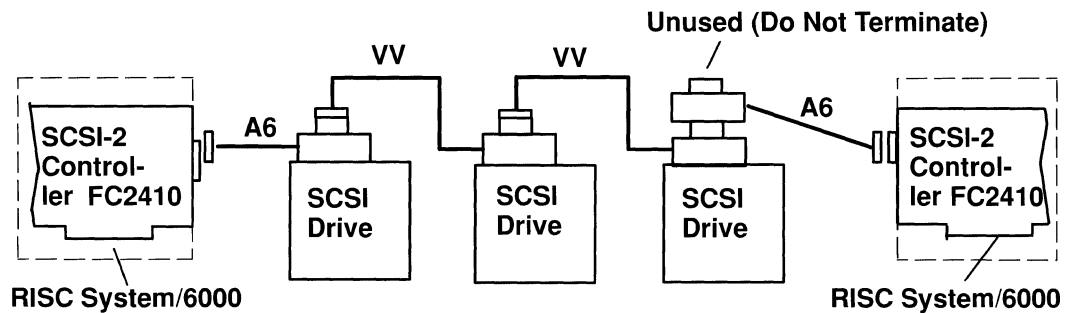 Unused (Do Not Terminate)
VV
VV
A6
A6
SCSI-2
Control-
ler FC2410
SCSI
Drive
SCSI
Drive
SCSI
Drive
SCSI-2
Control-
ler FC2410
RISC System/6000
RISC System/6000